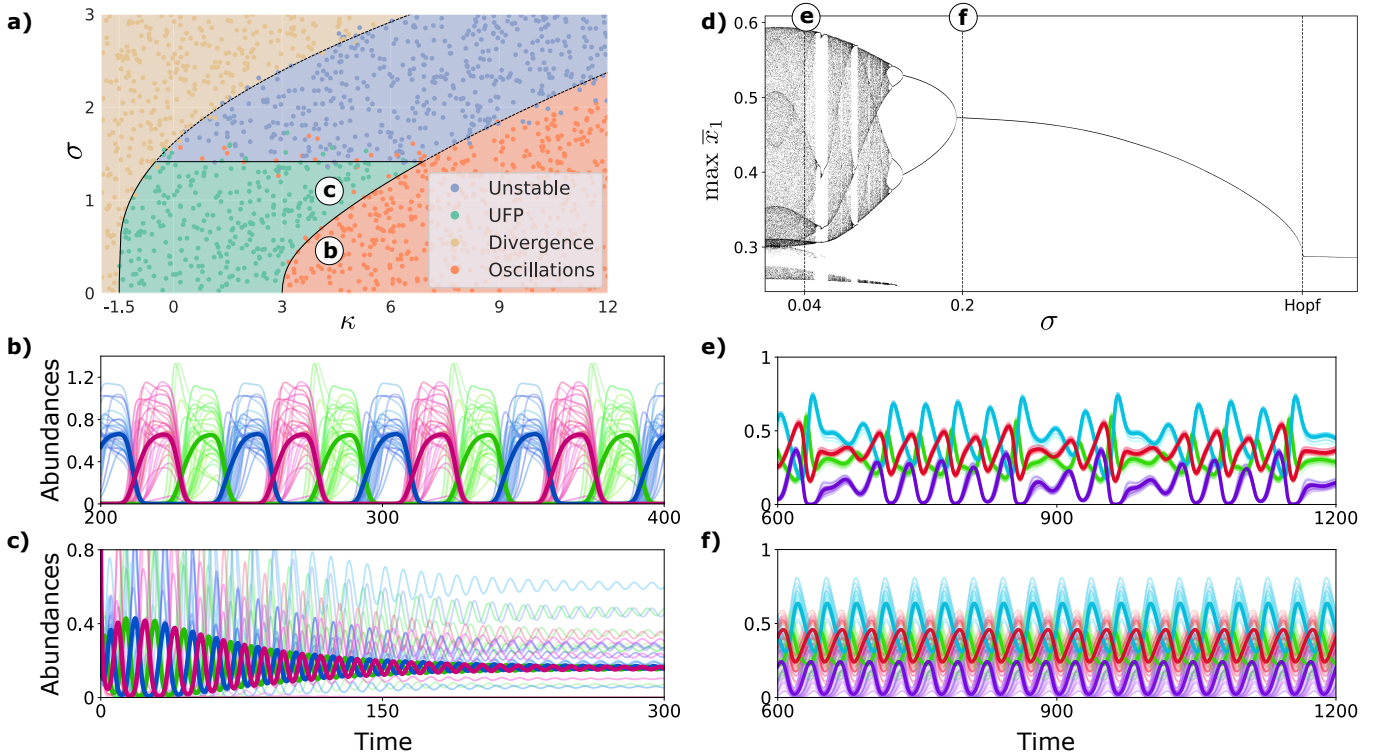 a)
3
2
1
0
σ
-1.5
0
3
6
9
12
κ
c
b
Unstable
UFP
Divergence
Oscillations
d)
e
f
0.6
0.5
0.4
0.3
max x̅₁
0.04
0.2
Hopf
σ
b)
Abundances
1.2
0.8
0.4
0
200
300
400
c)
Abundances
0.8
0.4
0
0
150
300
Time
e)
1
0.5
0
600
900
1200
f)
1
0.5
0
600
900
1200
Time